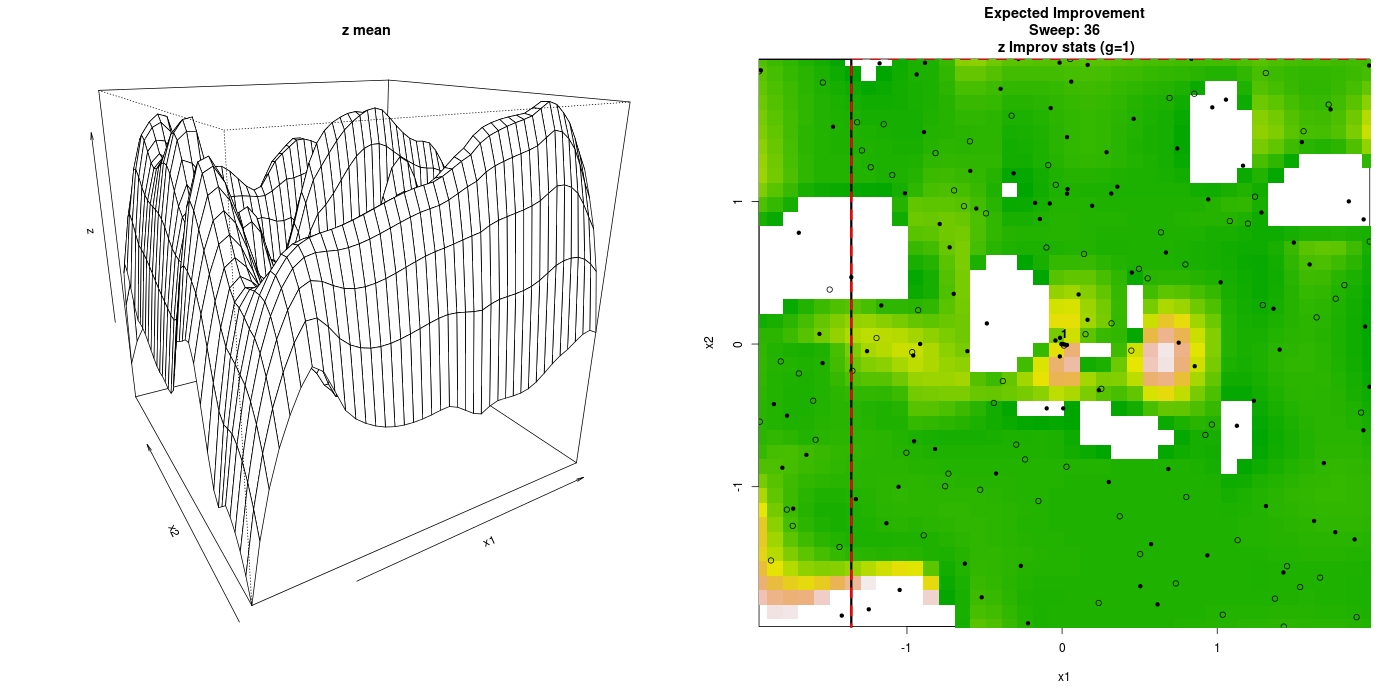 z mean
z
x2
x1
Expected Improvement
Sweep: 36
z Improv stats (g=1)
x2
1
0
-1
1
-1
0
1
x1